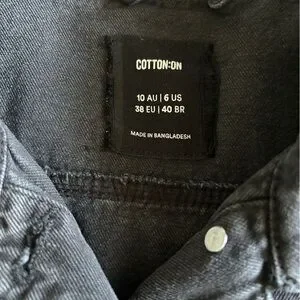 COTTON:ON
10 AU | 6 US
38 EU | 40 BR
MADE IN BANGLADESH